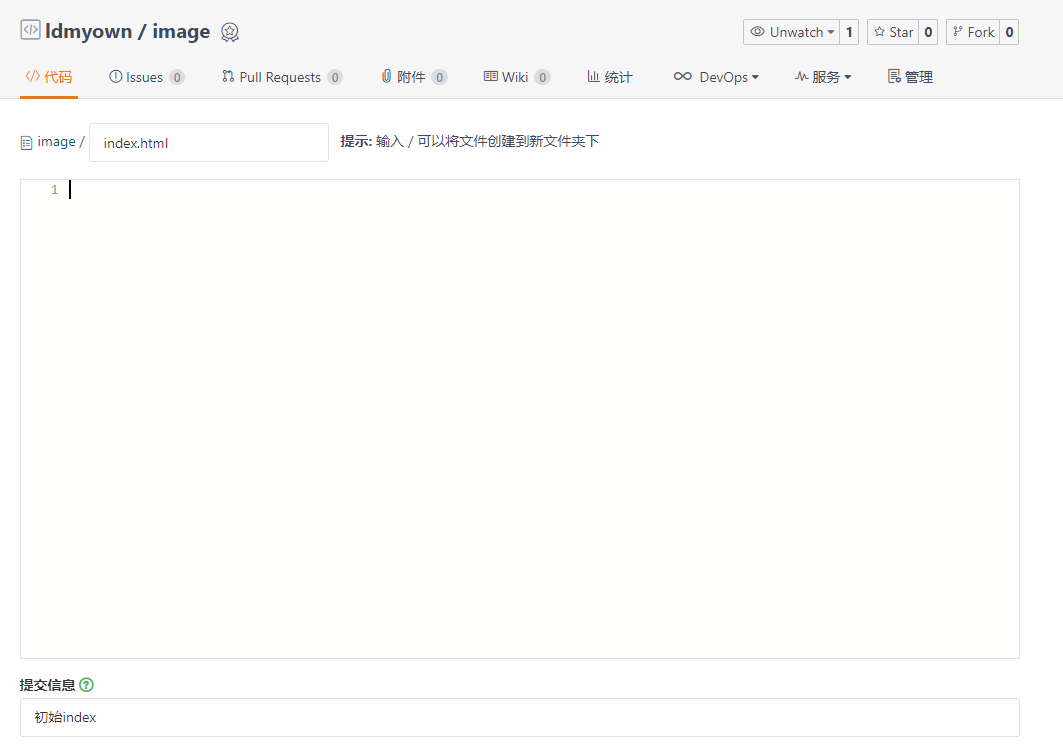 ldmyown / image
Unwatch 1 Star 0 Fork 0
代码 Issues 0 Pull Requests 0 附件 0 Wiki 0 统计 DevOps 服务 管理
image / index.html 提示: 输入 / 可以将文件创建到新文件夹下
1
提交信息
初始index